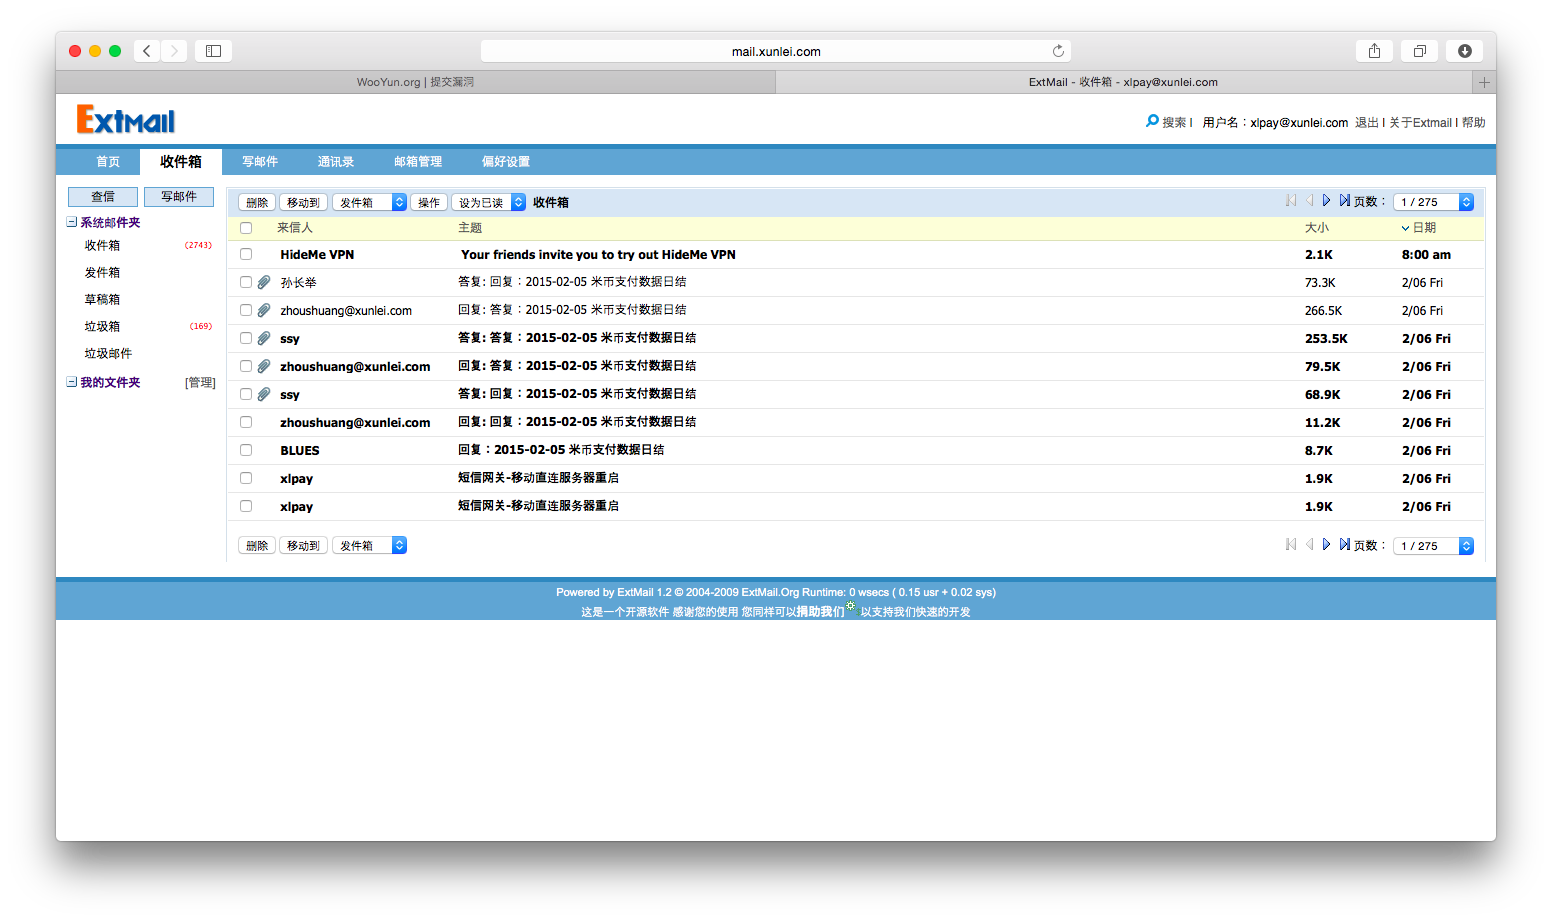 mail.xunlei.com
WooYun.org | 提交漏洞
ExtMail - 收件箱 - xlpay@xunlei.com
Extmail
搜索 | 用户名：xlpay@xunlei.com 退出 | 关于Extmail | 帮助
首页 收件箱 写邮件 通讯录 邮箱管理 偏好设置
查信 写邮件
系统邮件夹
收件箱 (2743)
发件箱
草稿箱
垃圾箱 (169)
垃圾邮件
我的文件夹 [管理]
删除 移动到 发件箱 操作 设为已读 收件箱 页数： 1 / 275
来信人 主题 大小 日期
HideMe VPN Your friends invite you to try out HideMe VPN 2.1K 8:00 am
孙长举 答复: 回复：2015-02-05 米币支付数据日结 73.3K 2/06 Fri
zhoushuang@xunlei.com 回复: 答复：2015-02-05 米币支付数据日结 266.5K 2/06 Fri
ssy 答复: 答复：2015-02-05 米币支付数据日结 253.5K 2/06 Fri
zhoushuang@xunlei.com 回复: 答复：2015-02-05 米币支付数据日结 79.5K 2/06 Fri
ssy 答复: 回复：2015-02-05 米币支付数据日结 68.9K 2/06 Fri
zhoushuang@xunlei.com 回复: 回复：2015-02-05 米币支付数据日结 11.2K 2/06 Fri
BLUES 回复：2015-02-05 米币支付数据日结 8.7K 2/06 Fri
xlpay 短信网关-移动直连服务器重启 1.9K 2/06 Fri
xlpay 短信网关-移动直连服务器重启 1.9K 2/06 Fri
删除 移动到 发件箱 页数： 1 / 275
Powered by ExtMail 1.2 © 2004-2009 ExtMail.Org Runtime: 0 wsecs ( 0.15 usr + 0.02 sys)
这是一个开源软件 感谢您的使用 您同样可以捐助我们 以支持我们快速的开发